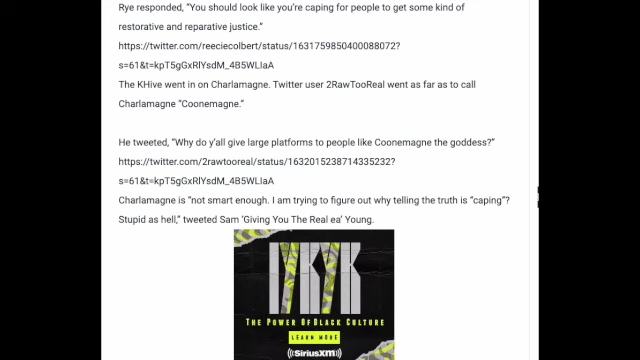 Rye responded, “You should look like you’re caping for people to get some kind of
restorative and reparative justice.”
https://twitter.com/reeciecolbert/status/1631759850400088072?
s=61&t=kpT5gGxRlYsdM_4B5WLIaA
The KHive went in on Charlamagne. Twitter user 2RawTooReal went as far as to call
Charlamagne “Coonemagne.”
He tweeted, “Why do y’all give large platforms to people like Coonemagne the goddess?”
https://twitter.com/2rawtooreal/status/1632015238714335232?
s=61&t=kpT5gGxRlYsdM_4B5WLIaA
Charlamagne is “not smart enough. I am trying to figure out why telling the truth is “caping”?
Stupid as hell,” tweeted Sam ‘Giving You The Real ea’ Young.
IYKYK
THE POWER OF BLACK CULTURE
LEARN MORE
SiriusXM